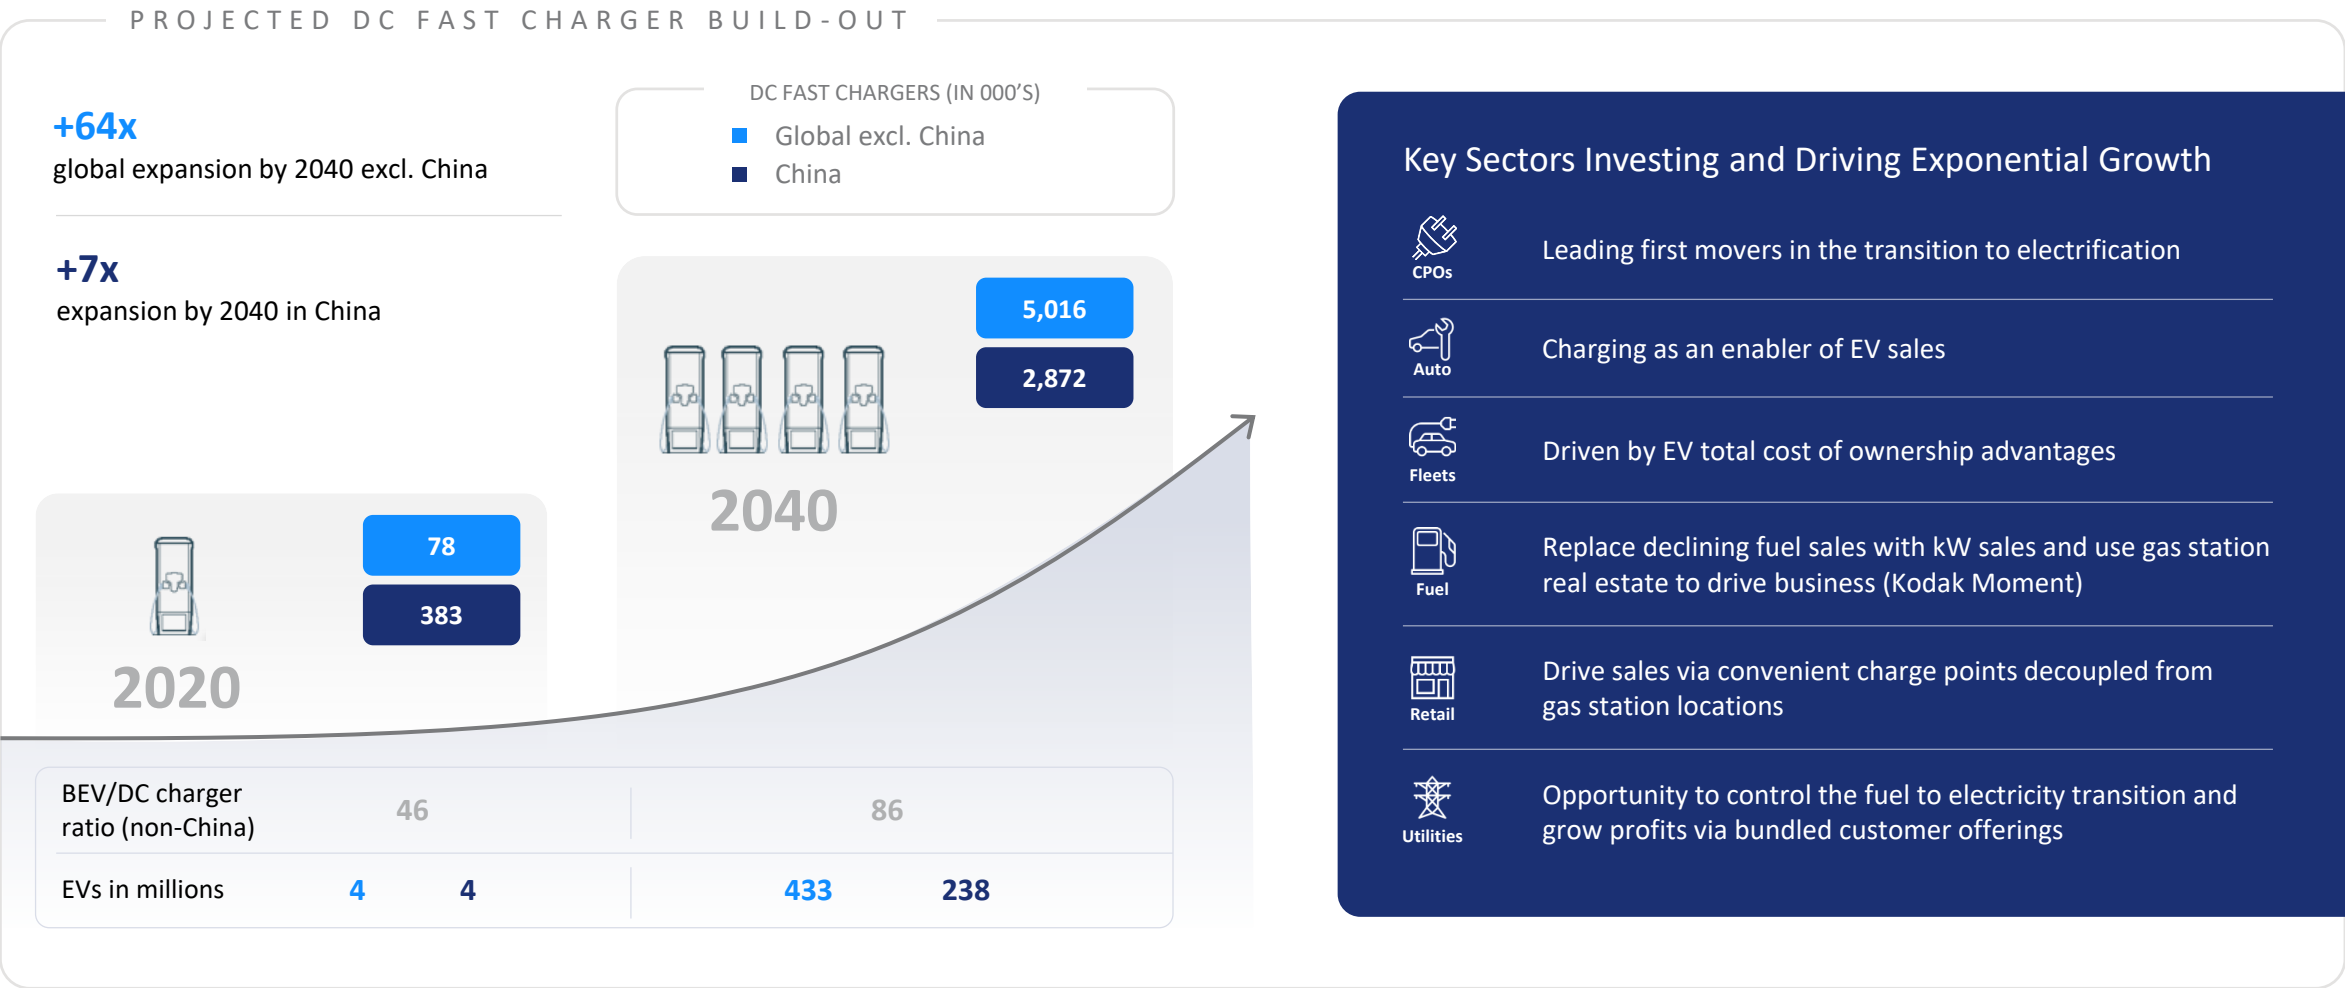 PROJECTED DC FAST CHARGER BUILD-OUT
+64x
global expansion by 2040 excl. China
+7x
expansion by 2040 in China
DC FAST CHARGERS (IN 000’S)
Global excl. China
China
5,016
2,872
2040
78
383
2020
BEV/DC charger
ratio (non-China)
46
86
EVs in millions
4
4
433
238
Key Sectors Investing and Driving Exponential Growth
CPOs
Leading first movers in the transition to electrification
Auto
Charging as an enabler of EV sales
Fleets
Driven by EV total cost of ownership advantages
Fuel
Replace declining fuel sales with kW sales and use gas station
real estate to drive business (Kodak Moment)
Retail
Drive sales via convenient charge points decoupled from
gas station locations
Utilities
Opportunity to control the fuel to electricity transition and
grow profits via bundled customer offerings